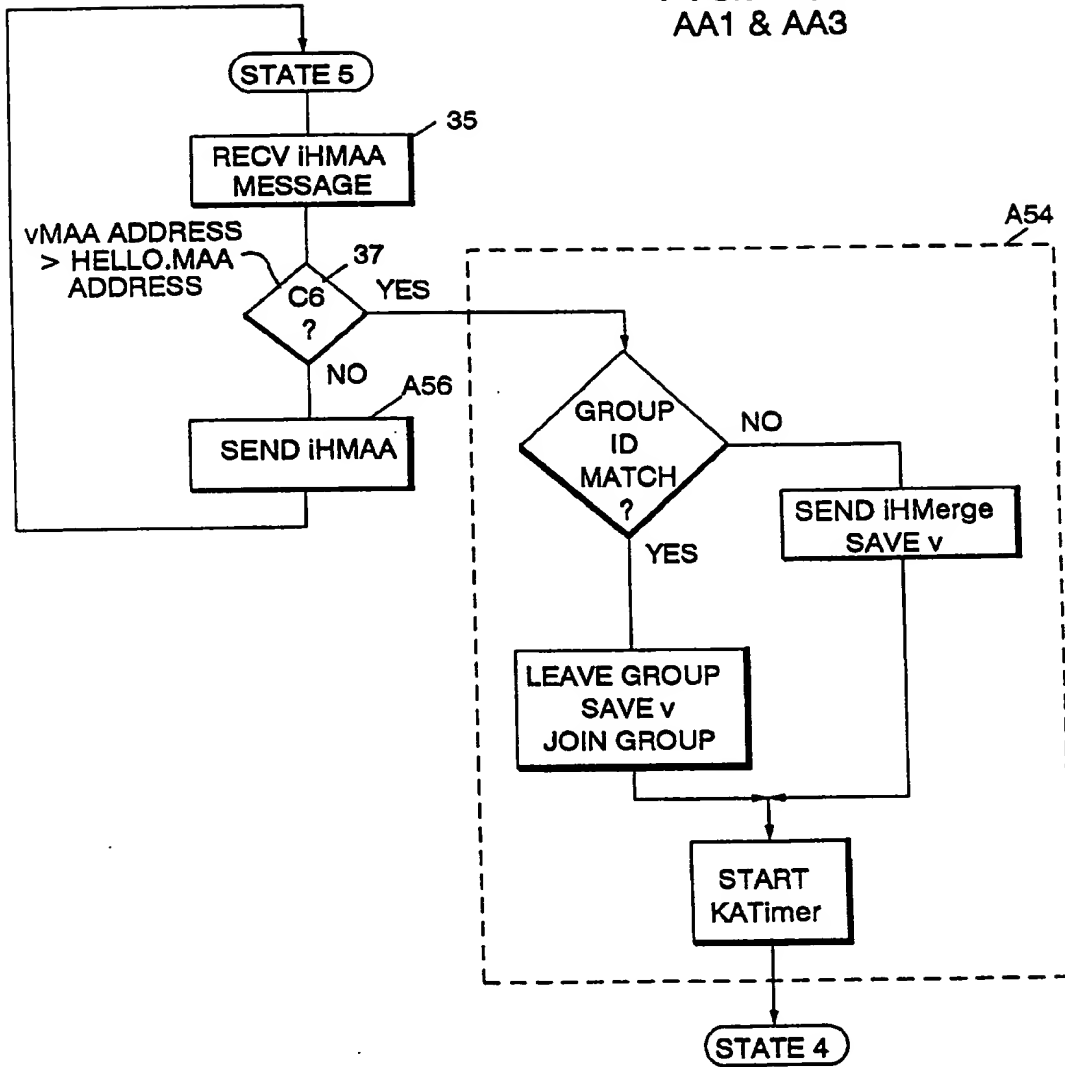 AA1 & AA3
STATE 5
35
RECV iHMAA
MESSAGE
vMAA ADDRESS
> HELLO.MAA
ADDRESS
37
C6
?
YES
NO
A56
SEND iHMAA
A54
GROUP
ID
MATCH
?
NO
YES
SEND iHMerge
SAVE v
LEAVE GROUP
SAVE v
JOIN GROUP
START
KATimer
STATE 4